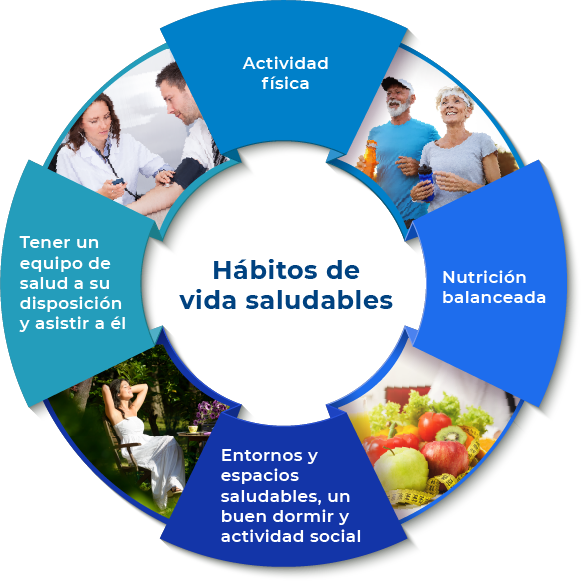 Actividad
física
Hábitos de
vida saludables
Nutrición
balanceada
Entornos y
espacios
saludables, un
buen dormir y
actividad social
Tener un
equipo de
salud a su
disposición
y asistir a él